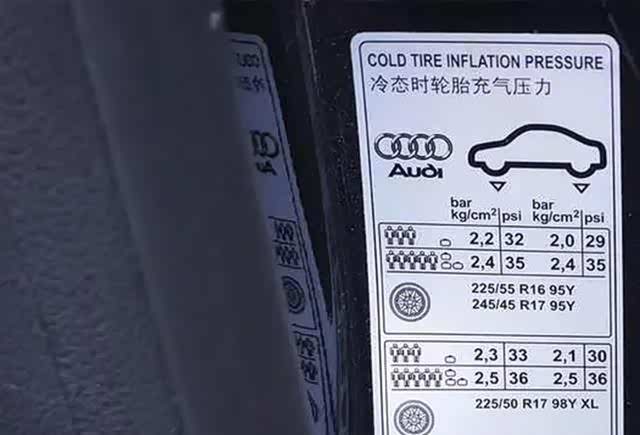 COLD TIRE INFLATION PRESSURE
冷态时轮胎充气压力
Audi
bar bar
kg/cm² psi kg/cm² psi
2,2 32 2,0 29
2,4 35 2,4 35
225/55 R16 95Y
245/45 R17 95Y
2,3 33 2,1 30
2,5 36 2,5 36
225/50 R17 98Y XL